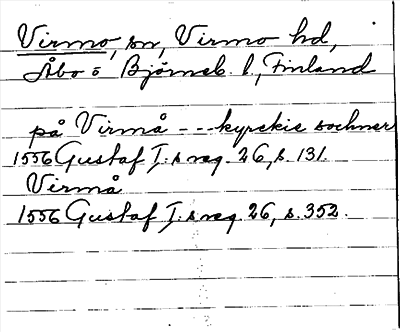 Virmo, sn, Virmo hd,
Åbo o Björneb. l., Finland
på Virmå - - - kyrckie sochner
1556 Gustaf I:s reg. 26, s. 131.
Virmå
1556 Gustaf I:s reg. 26, s. 352.